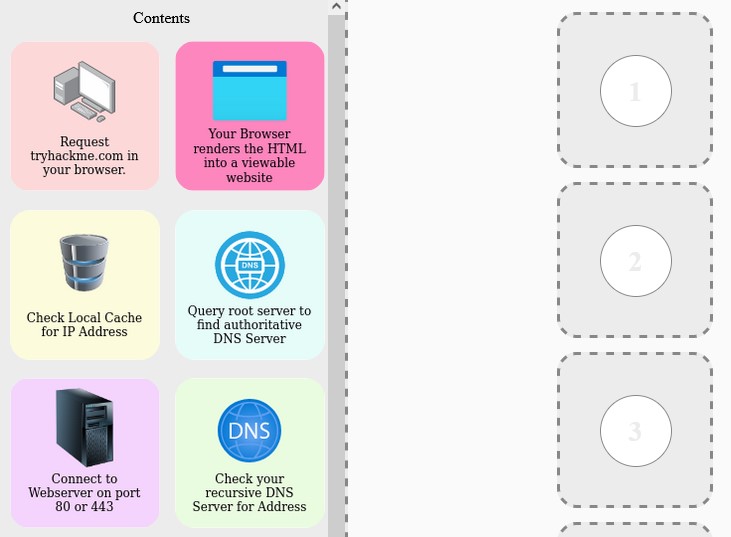 Contents
Request
tryhackme.com in
your browser.
Your Browser
renders the HTML
into a viewable
website
Check Local Cache
for IP Address
DNS
Query root server to
find authoritative
DNS Server
Connect to
Webserver on port
80 or 443
DNS
Check your
recursive DNS
Server for Address
1
2
3